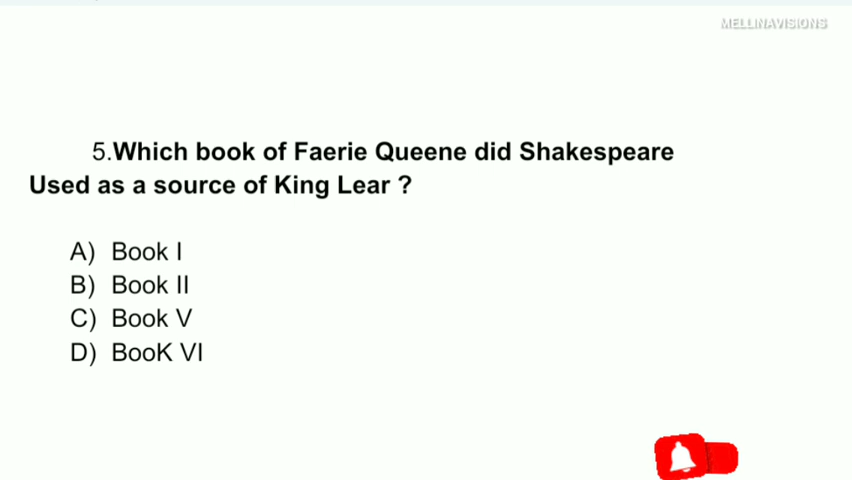 MELLINAVISIONS
5.Which book of Faerie Queene did Shakespeare
Used as a source of King Lear ?
A) Book I
B) Book II
C) Book V
D) BooK VI